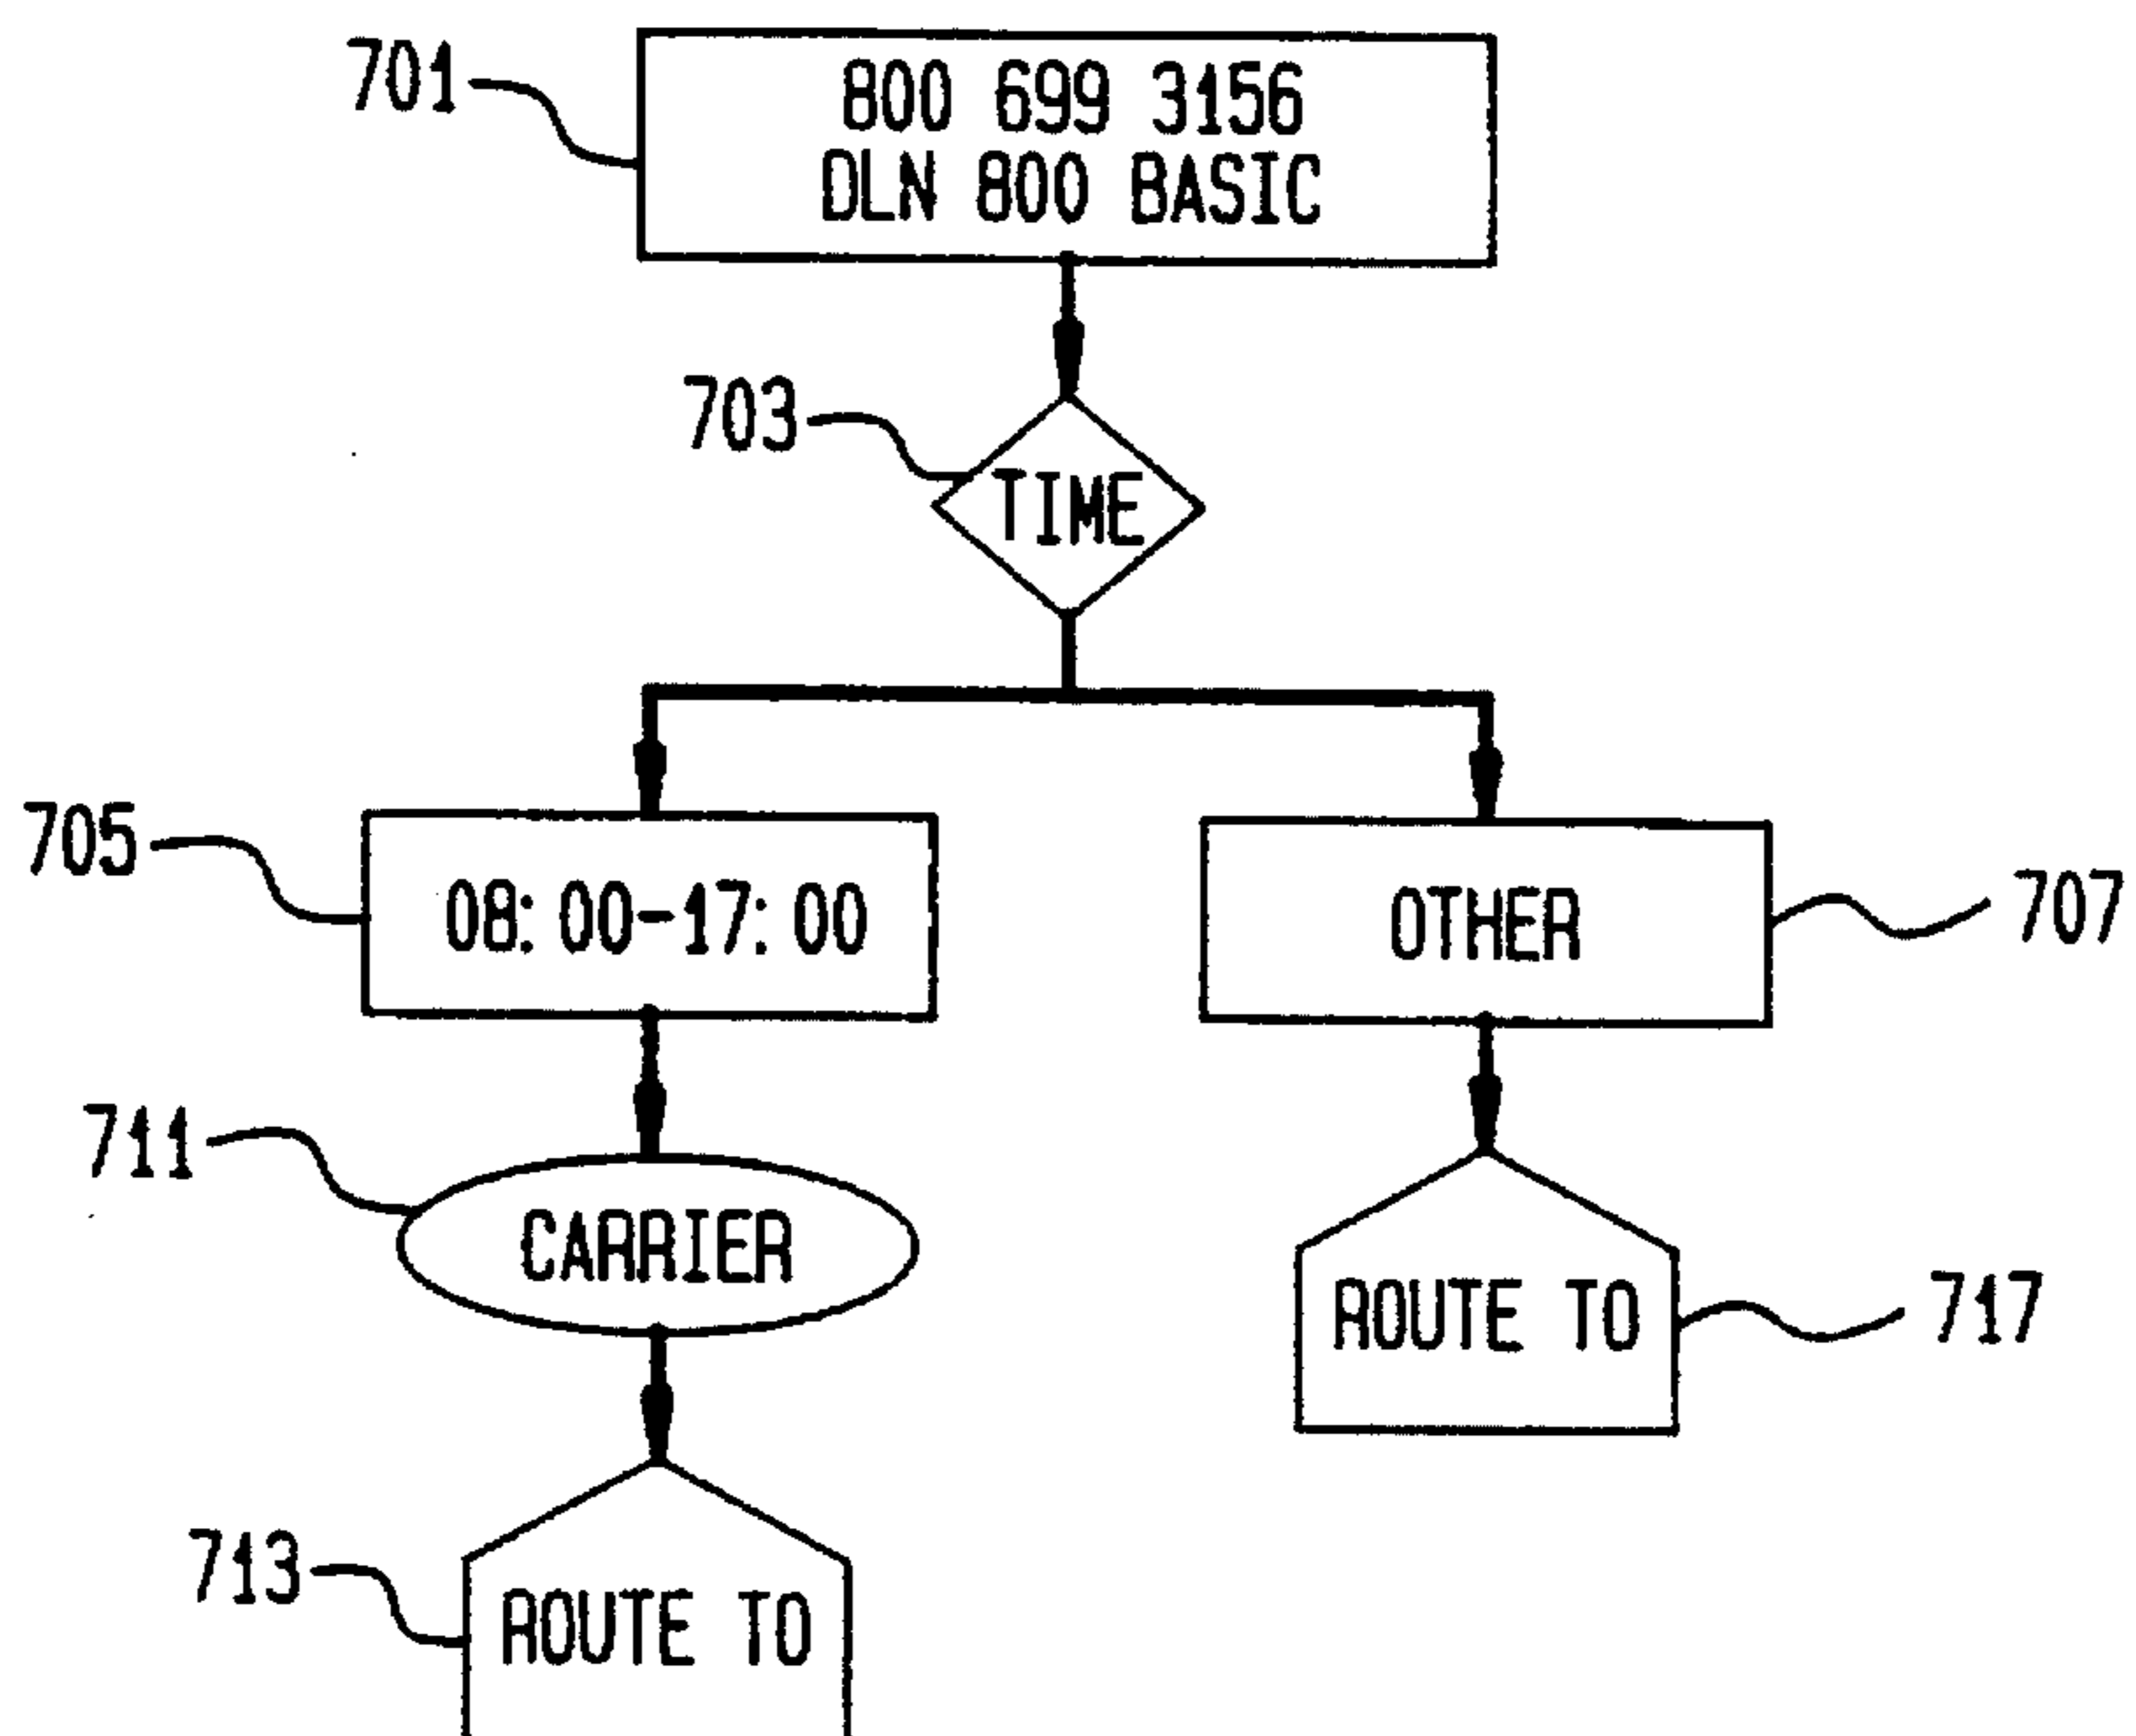 701
800 699 3156
DLN 800 BASIC
703
TIME
705
08: 00-17: 00
OTHER
707
711
CARRIER
ROUTE TO
717
713
ROUTE TO